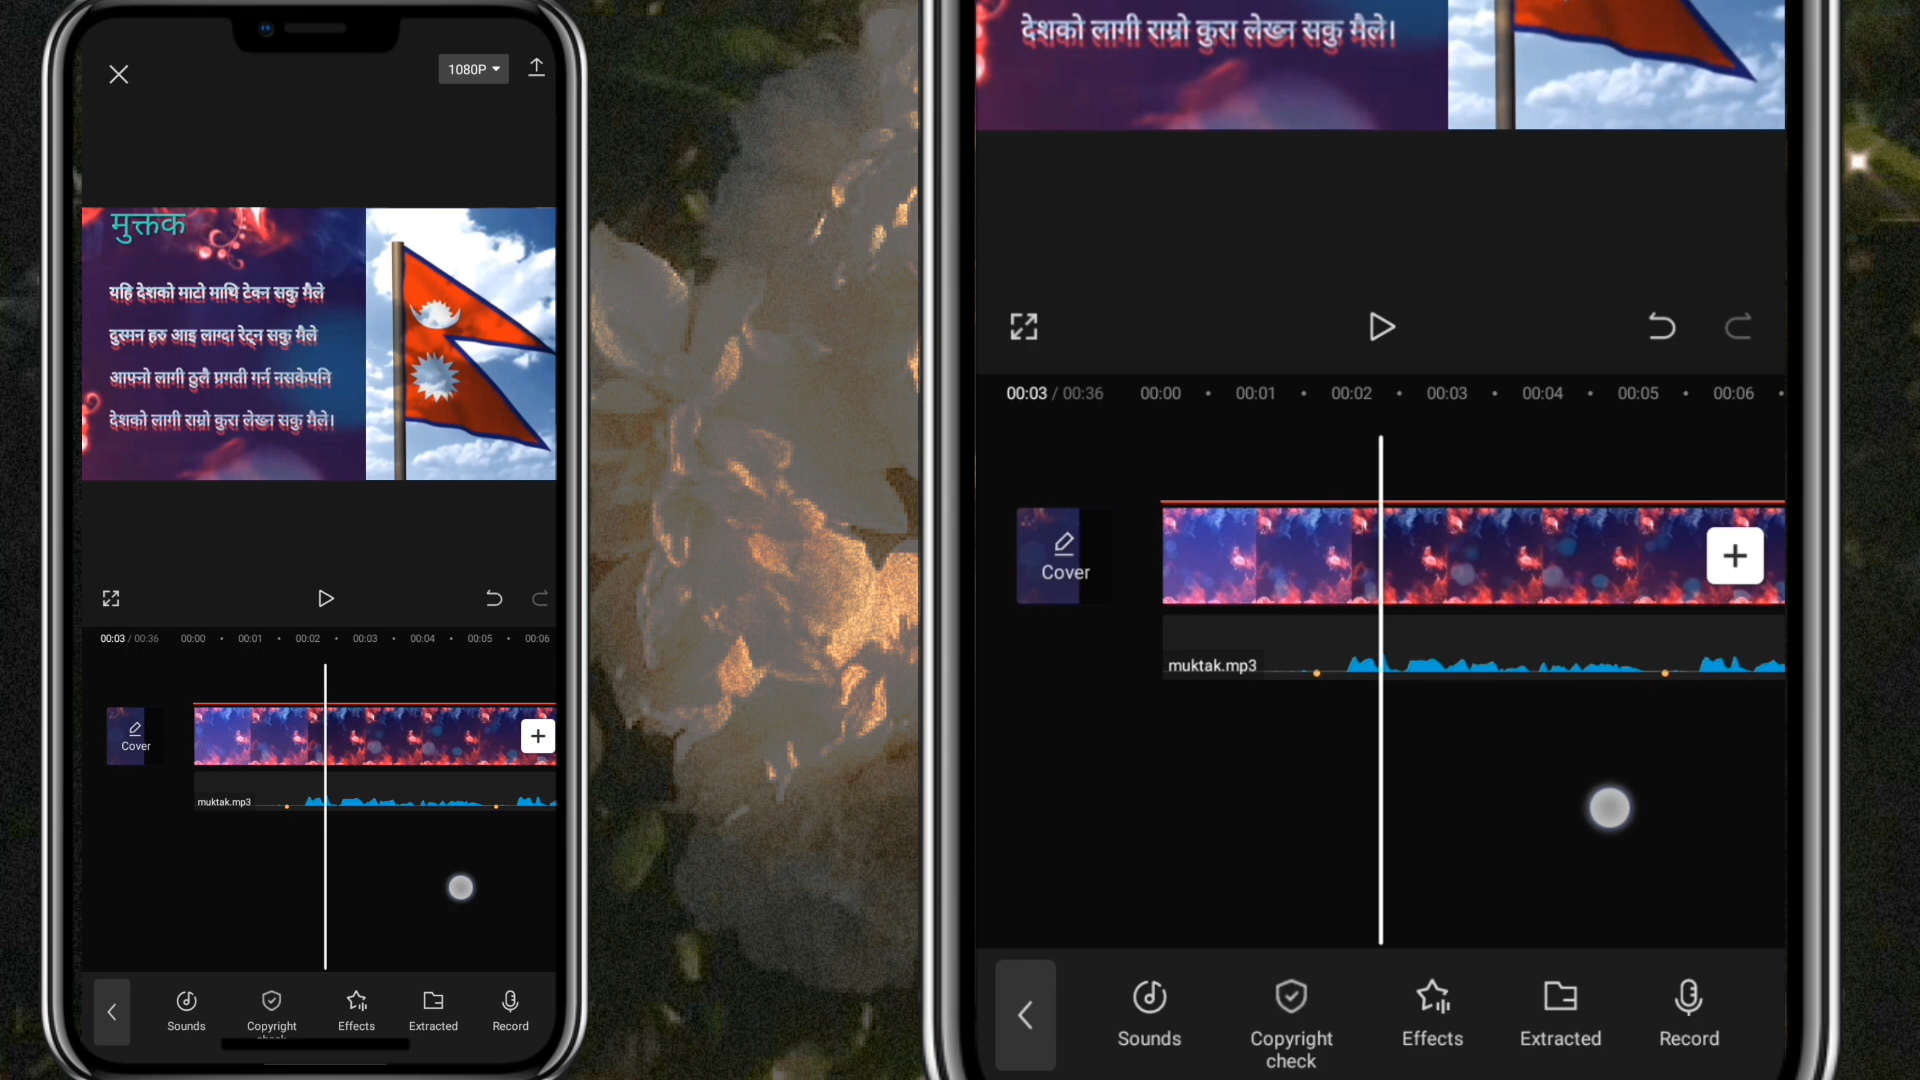 1080P
मुक्तक
यहि देशको माटो माथि टेक्न सकु मैले
दुस्मन हरु आइ लाग्दा रेट्न सकु मैले
आफ्नो लागी ठुलै प्रगती गर्न नसकेपनि
देशको लागी राम्रो कुरा लेख्न सकु मैले।
00:03 / 00:36 00:00 00:01 00:02 00:03 00:04 00:05 00:06
Cover
muktak.mp3
Sounds Copyright check Effects Extracted Record
देशको लागी राम्रो कुरा लेख्न सकु मैले।
00:03 / 00:36 00:00 00:01 00:02 00:03 00:04 00:05 00:06
Cover
muktak.mp3
Sounds Copyright check Effects Extracted Record